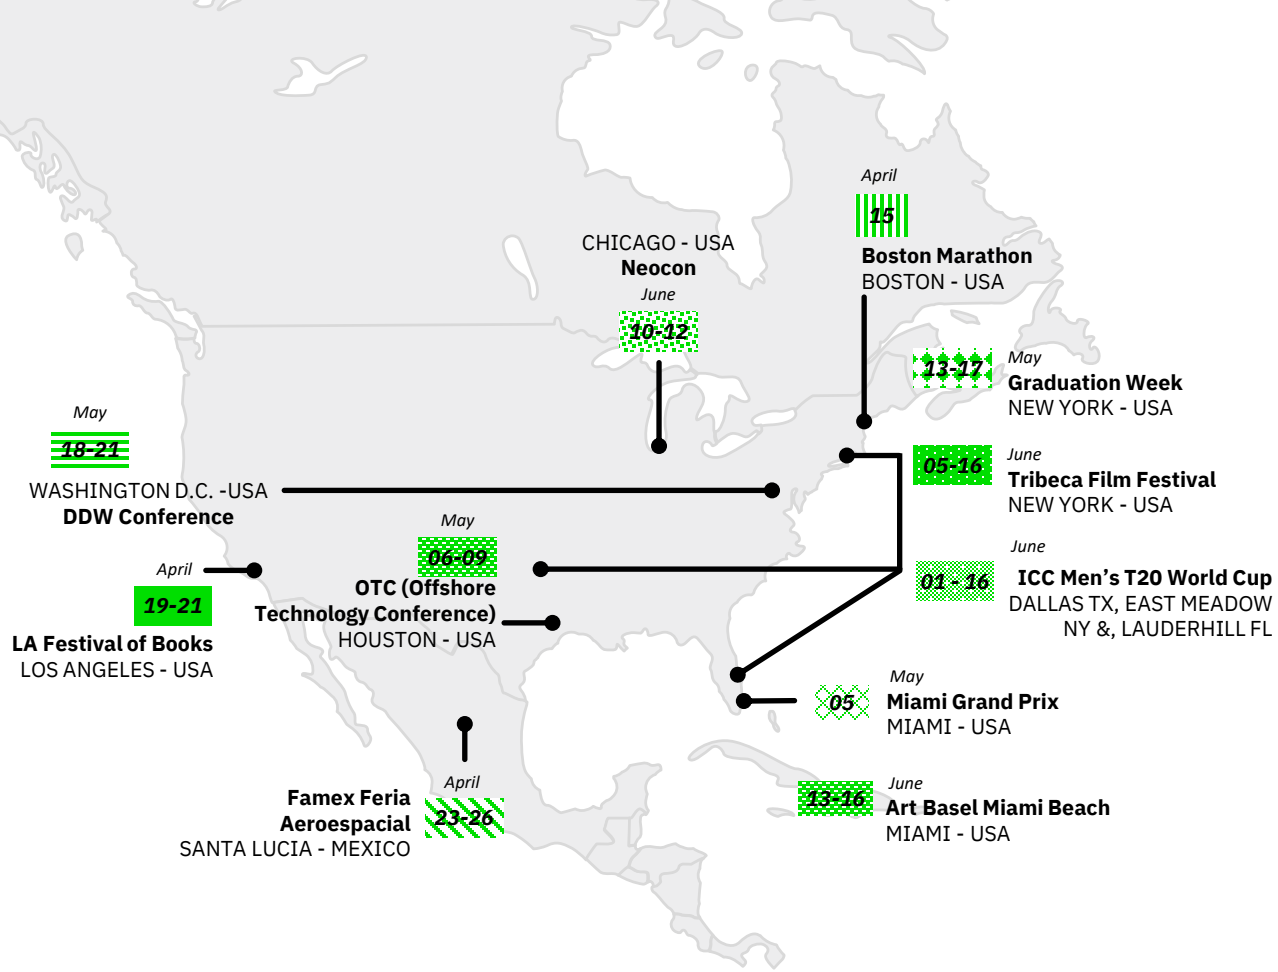 April
15
Boston Marathon
BOSTON - USA
CHICAGO - USA
Neocon
June
10-12
May
13-17
Graduation Week
NEW YORK - USA
May
18-21
WASHINGTON D.C. -USA
DDW Conference
June
05-16
Tribeca Film Festival
NEW YORK - USA
May
06-09
OTC (Offshore
Technology Conference)
HOUSTON - USA
April
19-21
LA Festival of Books
LOS ANGELES - USA
June
01 - 16
ICC Men’s T20 World Cup
DALLAS TX, EAST MEADOW
NY &, LAUDERHILL FL
May
05
Miami Grand Prix
MIAMI - USA
April
23-26
Famex Feria
Aeroespacial
SANTA LUCIA - MEXICO
June
13-16
Art Basel Miami Beach
MIAMI - USA